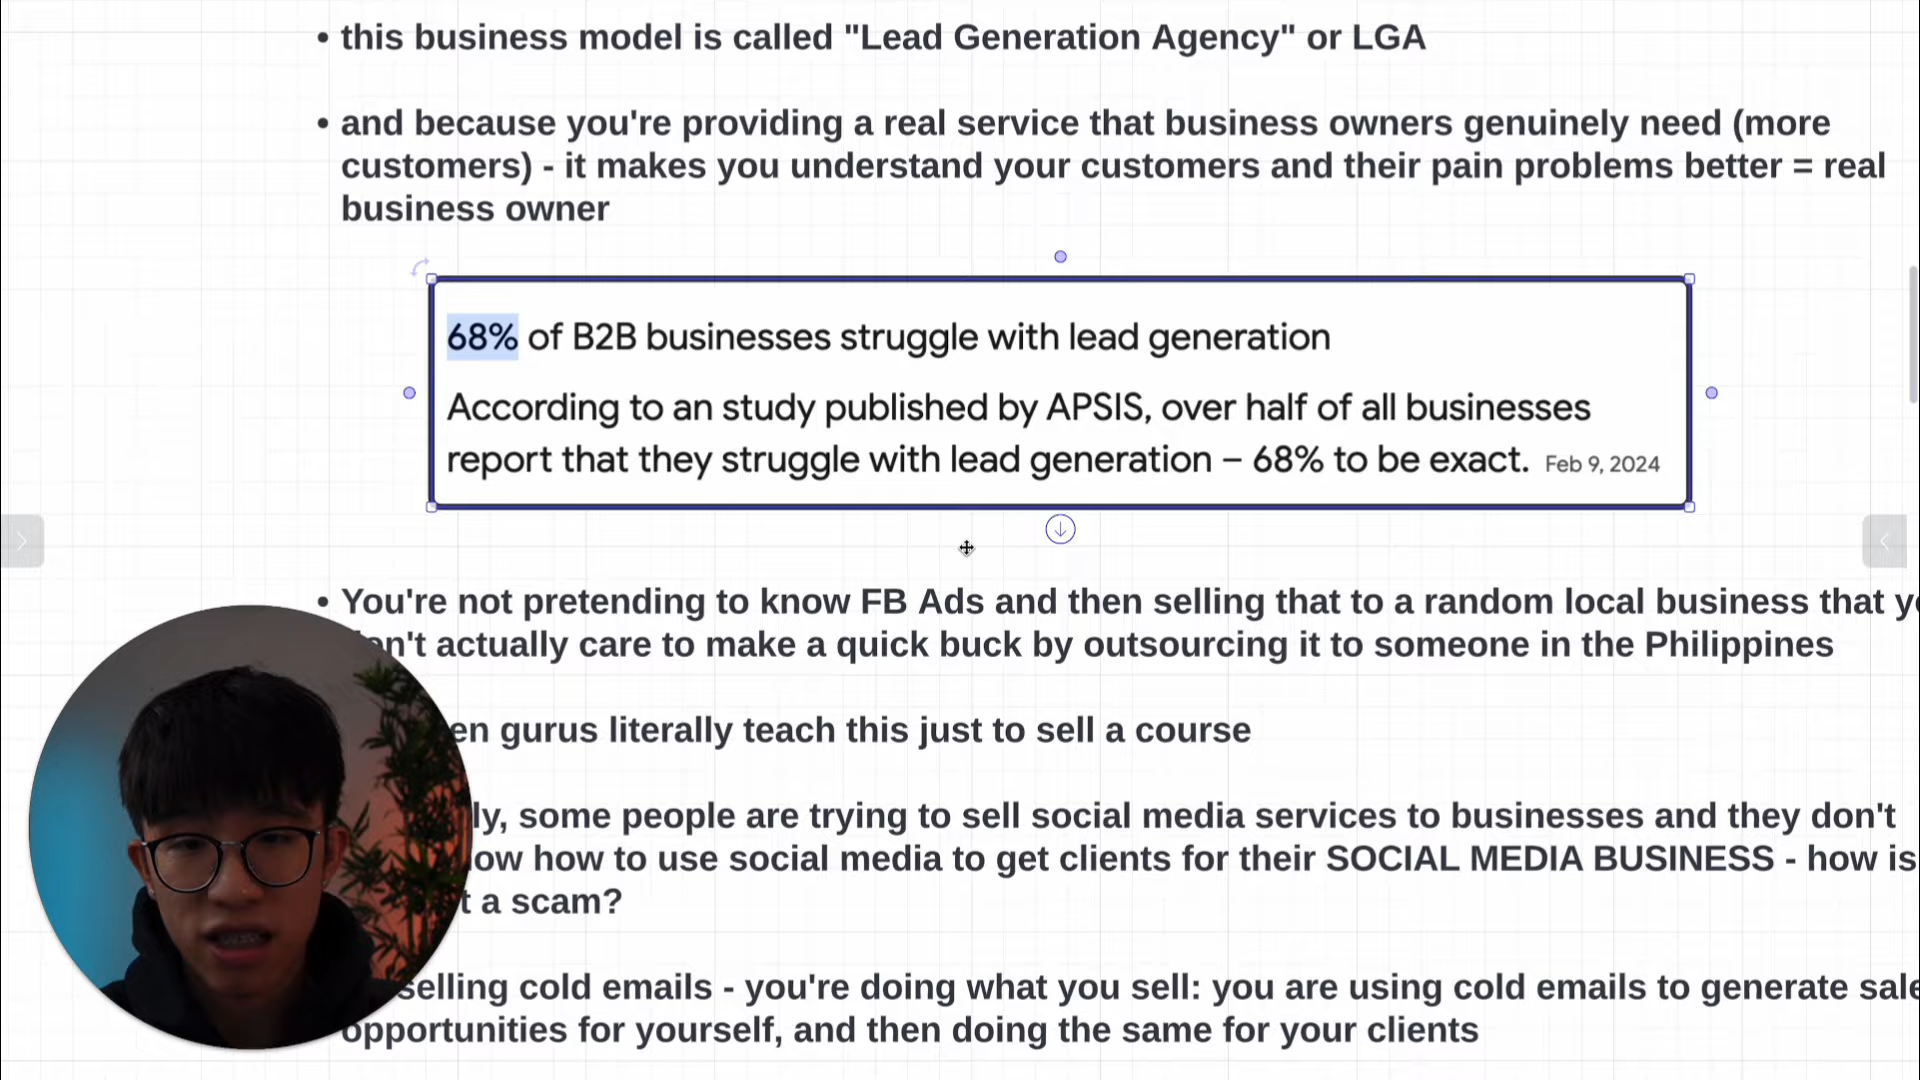 • this business model is called "Lead Generation Agency" or LGA
• and because you're providing a real service that business owners genuinely need (more
customers) - it makes you understand your customers and their pain problems better = real
business owner
68% of B2B businesses struggle with lead generation
According to an study published by APSIS, over half of all businesses
report that they struggle with lead generation – 68% to be exact. Feb 9, 2024
• You're not pretending to know FB Ads and then selling that to a random local business that
actually care to make a quick buck by outsourcing it to someone in the Philippines
gurus literally teach this just to sell a course
some people are trying to sell social media services to businesses and they don't
how to use social media to get clients for their SOCIAL MEDIA BUSINESS - how is
a scam?
selling cold emails - you're doing what you sell: you are using cold emails to generate
opportunities for yourself, and then doing the same for your clients